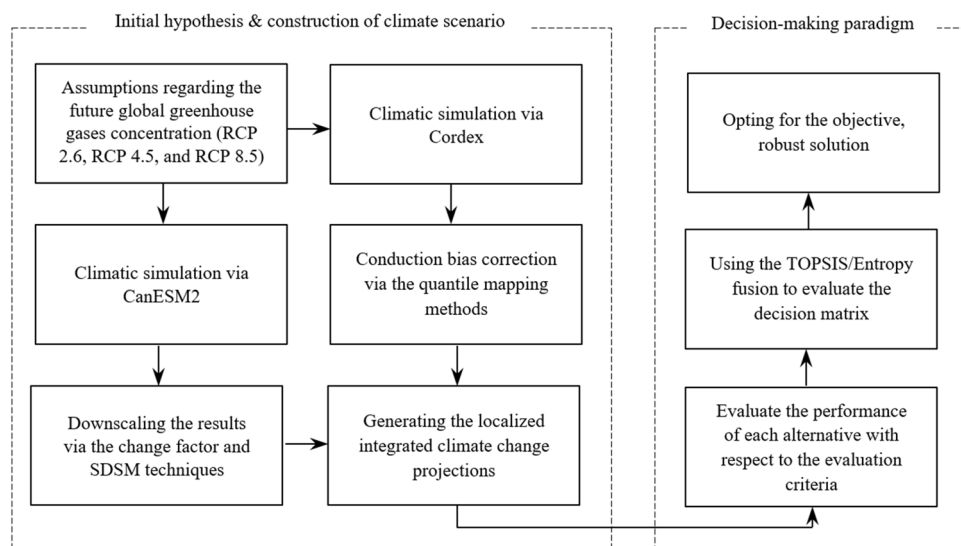 Initial hypothesis & construction of climate scenario
Decision-making paradigm
Assumptions regarding the
future global greenhouse
gases concentration (RCP
2.6, RCP 4.5, and RCP 8.5)
Climatic simulation via
Cordex
Opting for the objective,
robust solution
Climatic simulation via
CanESM2
Conduction bias correction
via the quantile mapping
methods
Using the TOPSIS/Entropy
fusion to evaluate the
decision matrix
Downscaling the results
via the change factor and
SDSM techniques
Generating the localized
integrated climate change
projections
Evaluate the performance
of each alternative with
respect to the evaluation
criteria